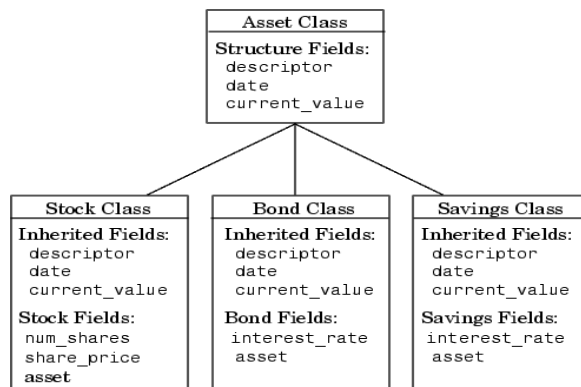 Asset Class
Structure Fields:
descriptor
date
current_value
Stock Class
Inherited Fields:
descriptor
date
current_value
Stock Fields:
num_shares
share_price
asset
Bond Class
Inherited Fields:
descriptor
date
current_value
Bond Fields:
interest_rate
asset
Savings Class
Inherited Fields:
descriptor
date
current_value
Savings Fields:
interest_rate
asset